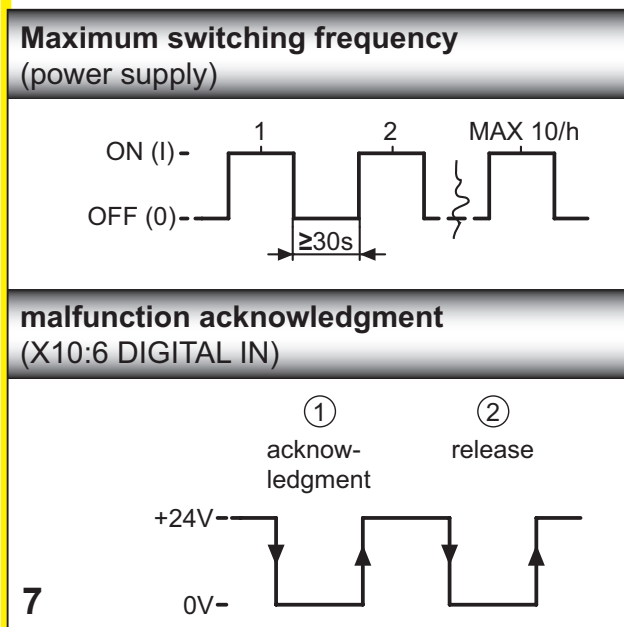 Maximum switching frequency
(power supply)
1 2 MAX 10/h
ON (I)
OFF (0)
≥30s
malfunction acknowledgment
(X10:6 DIGITAL IN)
1 2
acknow- release
ledgment
+24V
0V
7